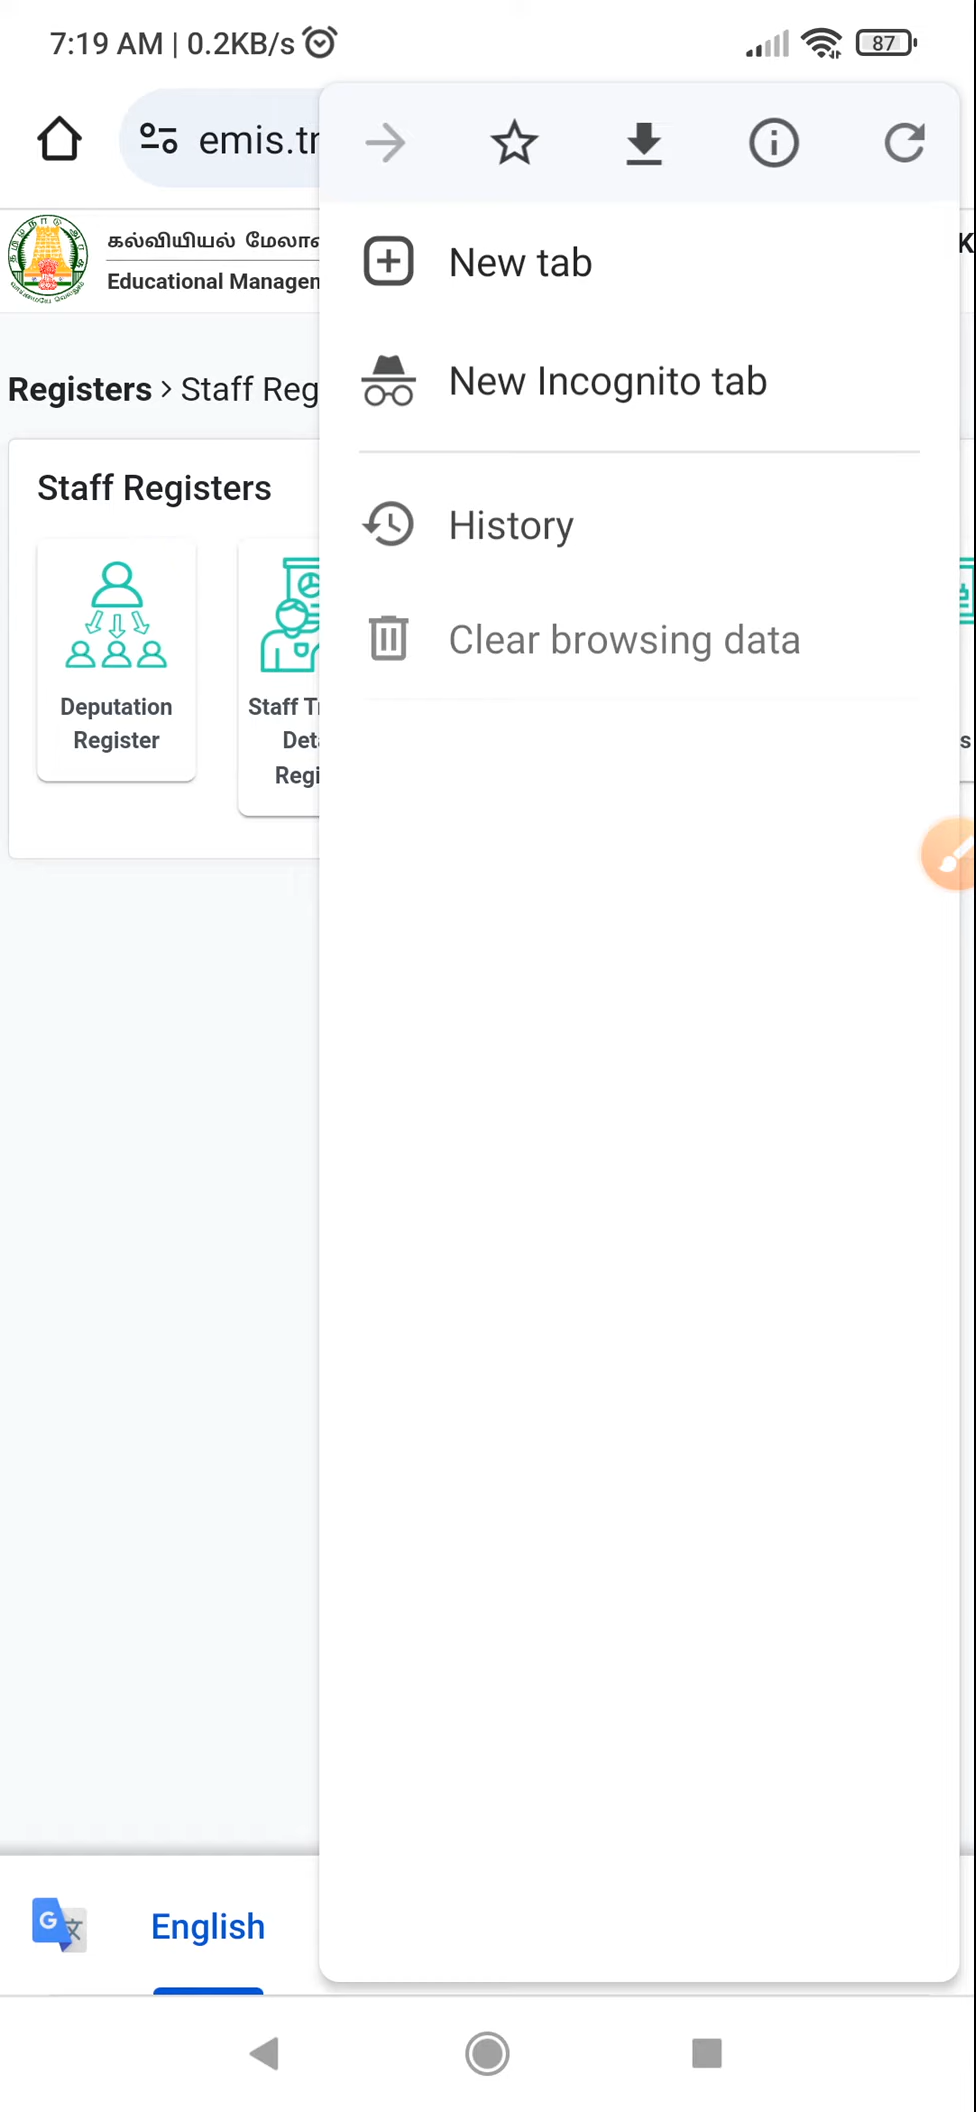 7:19 AM | 0.2KB/s
87
emis.tr
கல்வியியல்
Educational Managen
New tab
New Incognito tab
Registers > Staff Reg
History
Staff Registers
Clear browsing data
Deputation
Register
Staff
Regi
English